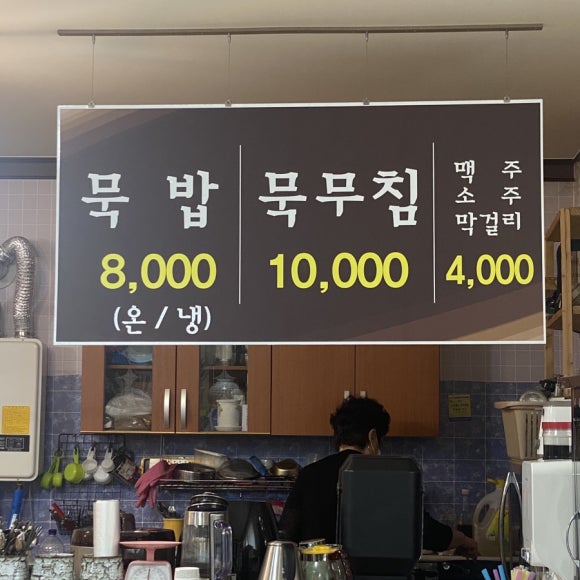 묵 밥
8,000
(온 / 냉)
묵무침
10,000
맥 주
소 주
막걸리
4,000